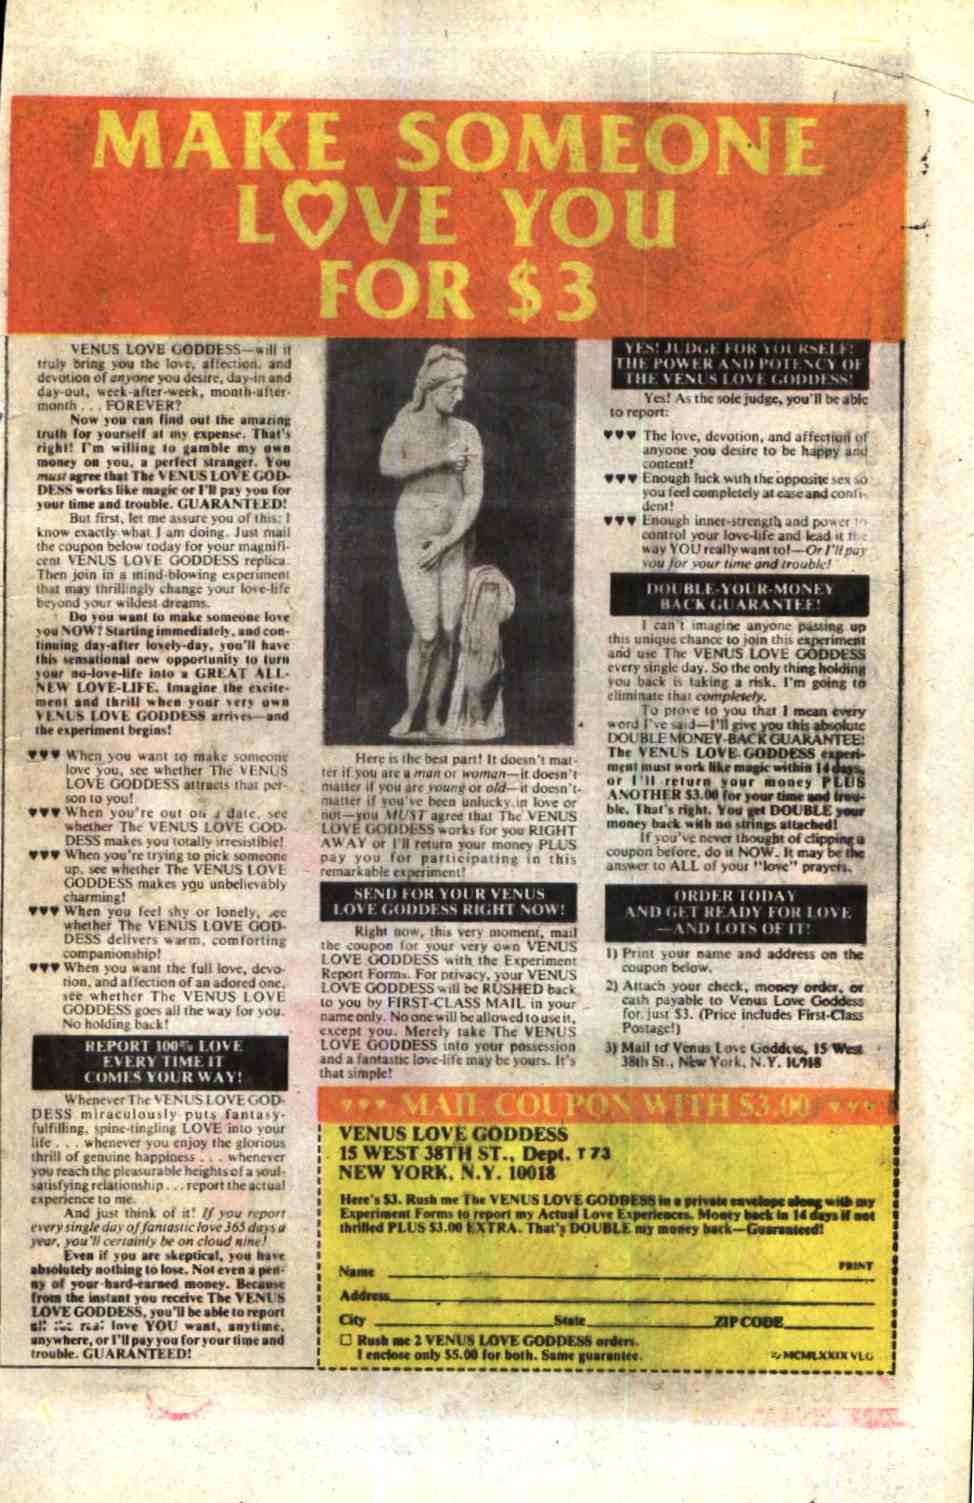 MAKE SOMEONE
LOVE YOU
FOR $3
VENUS LOVE GODDESS—will it
truly bring you the love, affection, and
devotion of anyone you desire, day-in and
day-out, week-after-week, month-after-
month . . . FOREVER?
Now you can find out the amazing
truth for yourself at my expense. That's
right! I'm willing to gamble my own
money on you, a perfect stranger. You
must agree that The VENUS LOVE GOD-
DESS works like magic or I'll pay you for
your time and trouble. GUARANTEED!
But first, let me assure you of this: I
know exactly what I am doing. Just mail
the coupon below today for your magnifi-
cent VENUS LOVE GODDESS replica.
Then join in a mind-blowing experiment
that may thrillingly change your love-life
beyond your wildest dreams.
Do you want to make someone love
you NOW? Starting immediately, and con-
tinuing day-after lovely-day, you'll have
this sensational new opportunity to turn
your no-love-life into a GREAT ALL-
NEW LOVE-LIFE. Imagine the excite-
ment and thrill when your very own
VENUS LOVE GODDESS arrives—and
the experiment begins!
♥♥♥ When you want to make someone
love you, see whether The VENUS
LOVE GODDESS attracts that per-
son to you!
♥♥♥ When you're out on a date, see
whether The VENUS LOVE GOD-
DESS makes you totally irresistible!
♥♥♥ When you're trying to pick someone
up, see whether The VENUS LOVE
GODDESS makes you unbelievably
charming!
♥♥♥ When you feel shy or lonely, see
whether The VENUS LOVE GOD-
DESS delivers warm, comforting
companionship!
♥♥♥ When you want the full love, devo-
tion, and affection of an adored one,
see whether The VENUS LOVE
GODDESS goes all the way for you.
No holding back!
REPORT 100% LOVE
EVERY TIME IT
COMES YOUR WAY!
Whenever The VENUS LOVE GOD-
DESS miraculously puts fantasy-
fulfilling, spine-tingling LOVE into your
life . . . whenever you enjoy the glorious
thrill of genuine happiness . . . whenever
you reach the pleasurable heights of a soul-
satisfying relationship . . . report the actual
experience to me.
And just think of it! If you report
every single day of fantastic love 365 days a
year, you'll certainly be on cloud nine!
Even if you are skeptical, you have
absolutely nothing to lose. Not even a pen-
ny of your hard-earned money. Because
from the instant you receive The VENUS
LOVE GODDESS, you'll be able to report
all the real love YOU want, anytime,
anywhere, or I'll pay you for your time and
trouble. GUARANTEED!
Here is the best part! It doesn't mat-
ter if you are a man or woman—it doesn't
matter if you are young or old—it doesn't-
matter if you've been unlucky in love or
not—you MUST agree that The VENUS
LOVE GODDESS works for you RIGHT
AWAY or I'll return your money PLUS
pay you for participating in this
remarkable experiment!
SEND FOR YOUR VENUS
LOVE GODDESS RIGHT NOW!
Right now, this very moment, mail
the coupon for your very own VENUS
LOVE GODDESS with the Experiment
Report Forms. For privacy, your VENUS
LOVE GODDESS will be RUSHED back
to you by FIRST-CLASS MAIL in your
name only. No one will be allowed to use it,
except you. Merely take The VENUS
LOVE GODDESS into your possession
and a fantastic love-life may be yours. It's
that simple!
YES! JUDGE FOR YOURSELF!
THE POWER AND POTENCY OF
THE VENUS LOVE GODDESS!
Yes! As the sole judge, you'll be able
to report:
♥♥♥ The love, devotion, and affection of
anyone you desire to be happy and
content!
♥♥♥ Enough luck with the opposite sex so
you feel completely at ease and confi-
dent!
♥♥♥ Enough inner-strength and power to
control your love-life and lead it the
way YOU really want to!—Or I'll pay
you for your time and trouble!
DOUBLE-YOUR-MONEY
BACK GUARANTEE!
I can't imagine anyone passing up
this unique chance to join this experiment
and use The VENUS LOVE GODDESS
every single day. So the only thing holding
you back is taking a risk. I'm going to
eliminate that completely.
To prove to you that I mean every
word I've said—I'll give you this absolute
DOUBLE MONEY-BACK GUARANTEE:
The VENUS LOVE GODDESS experi-
ment must work like magic within 14 days,
or I'll return your money PLUS
ANOTHER $3.00 for your time and trou-
ble. That's right. You get DOUBLE your
money back with no strings attached!
If you've never thought of clipping a
coupon before, do it NOW. It may be the
answer to ALL of your "love" prayers.
ORDER TODAY
AND GET READY FOR LOVE
—AND LOTS OF IT!
1) Print your name and address on the
coupon below.
2) Attach your check, money order, or
cash payable to Venus Love Goddess
for just $3. (Price includes First-Class
Postage!)
3) Mail to Venus Love Goddess, 15 West
38th St., New York, N.Y. 10018
♥♥♥ MAIL COUPON WITH $3.00 ♥♥♥
VENUS LOVE GODDESS
15 WEST 38TH ST., Dept. T 73
NEW YORK, N.Y. 10018
Here's $3. Rush me The VENUS LOVE GODDESS in a private envelope along with my
Experiment Forms to report my Actual Love Experiences. Money back in 14 days if not
thrilled PLUS $3.00 EXTRA. That's DOUBLE my money back—Guaranteed!
Name PRINT
Address
City State ZIP CODE
☐ Rush me 2 VENUS LOVE GODDESS orders.
I enclose only $5.00 for both. Same guarantee.
MCMLXXIX VLG